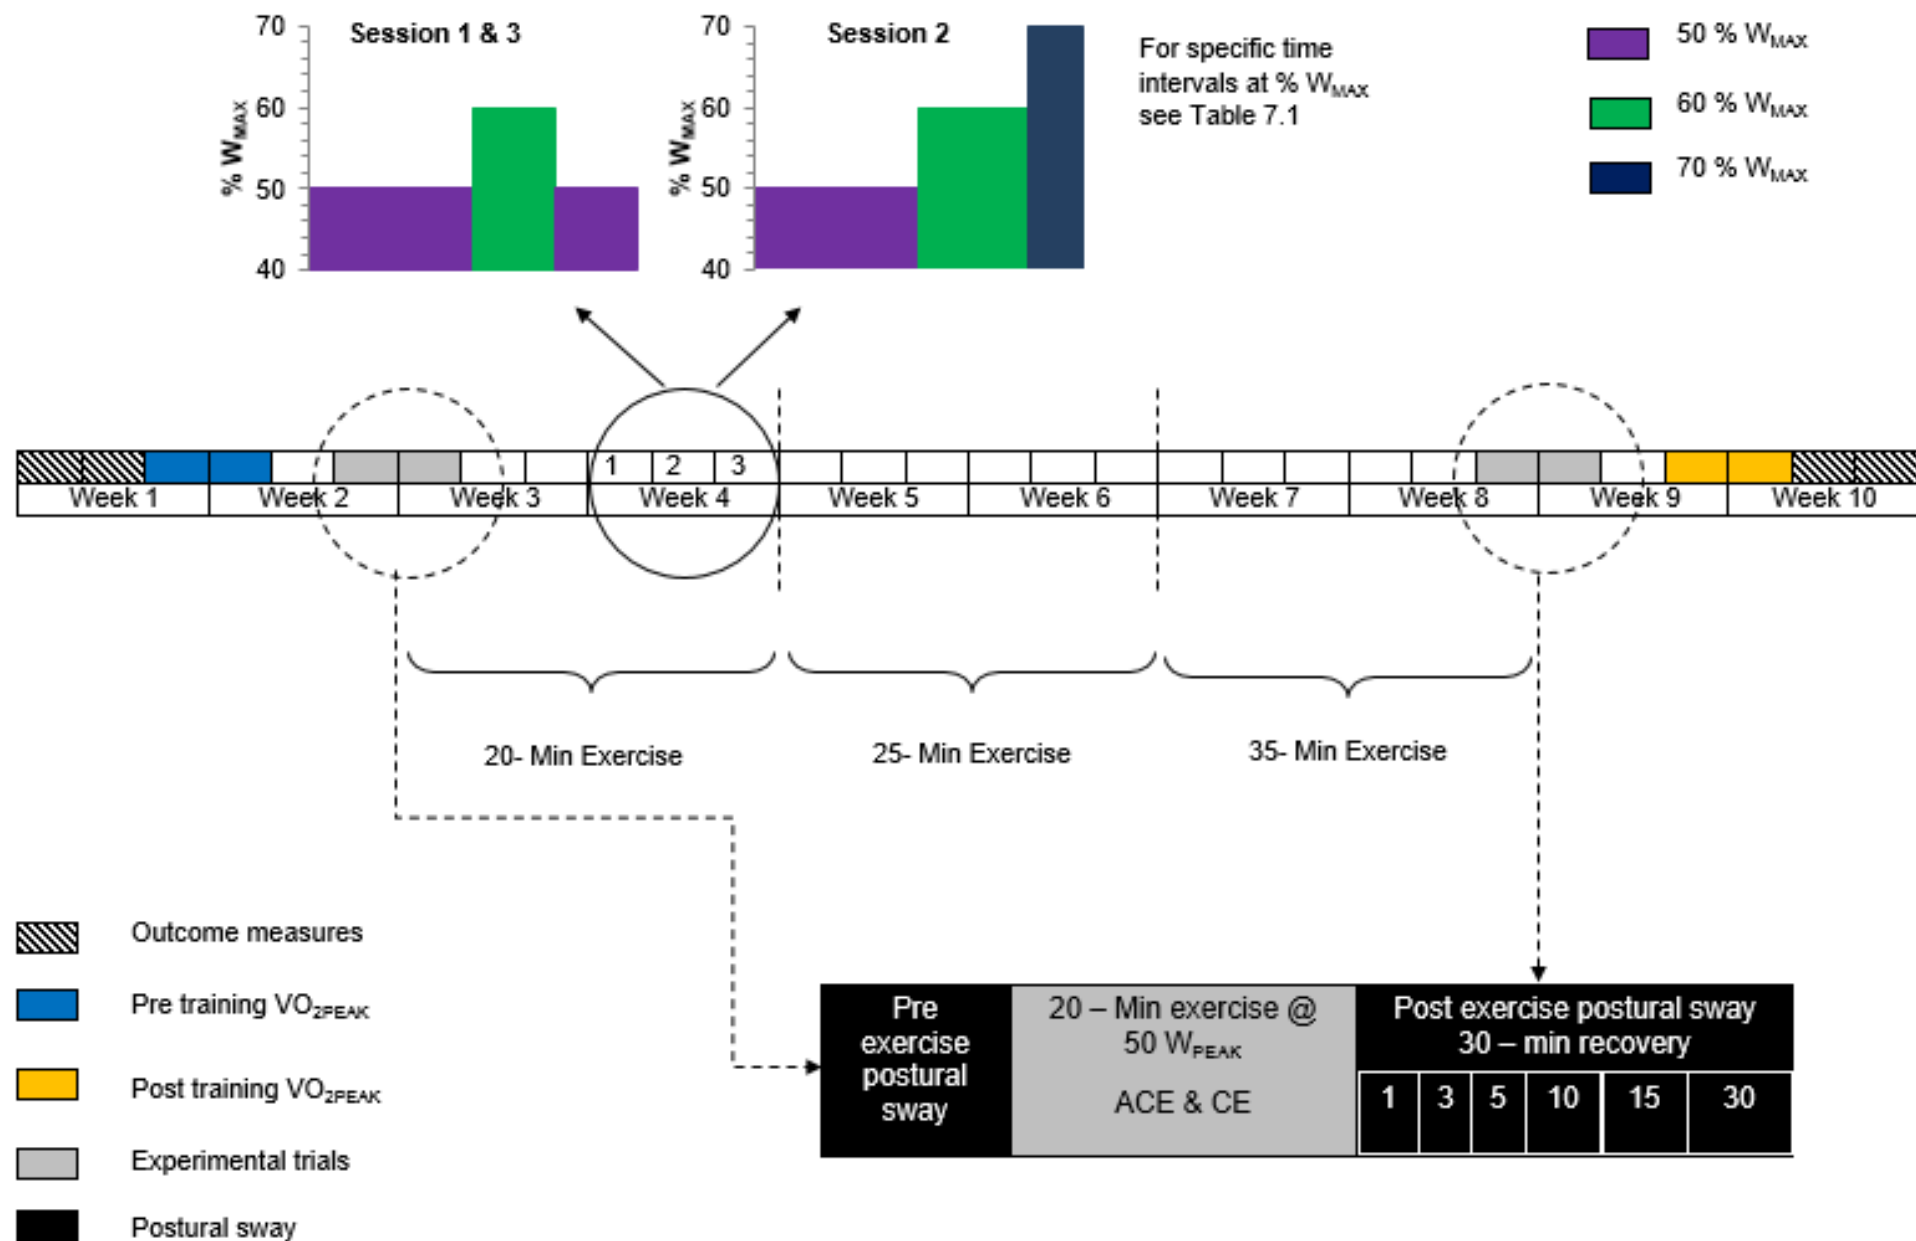 Session 1 & 3
70
60
50
40
% WMAX
Session 2
70
60
50
40
% WMAX
For specific time
intervals at % WMAX
see Table 7.1
50 % WMAX
60 % WMAX
70 % WMAX
1 2 3
Week 1 Week 2 Week 3 Week 4 Week 5 Week 6 Week 7 Week 8 Week 9 Week 10
20- Min Exercise
25- Min Exercise
35- Min Exercise
Outcome measures
Pre training VO2PEAK
Post training VO2PEAK
Experimental trials
Postural sway
Pre
exercise
postural
sway
20 – Min exercise @
50 WPEAK
ACE & CE
Post exercise postural sway
30 – min recovery
1 3 5 10 15 30